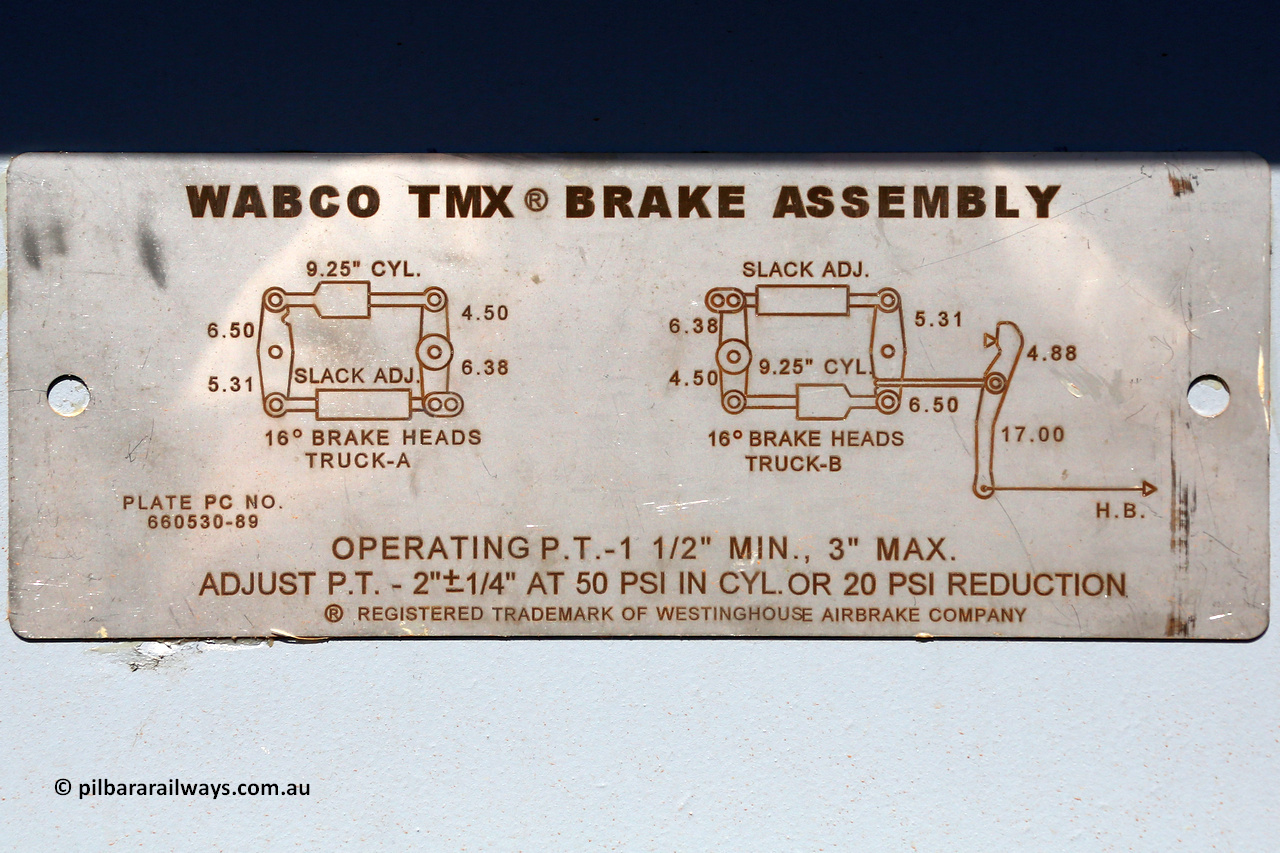 WABCO TMX ® BRAKE ASSEMBLY
9.25" CYL.
6.50
4.50
5.31
6.38
SLACK ADJ.
16° BRAKE HEADS
TRUCK-A
SLACK ADJ.
6.38
5.31
4.88
4.50
9.25" CYL.
6.50
16° BRAKE HEADS
TRUCK-B
17.00
H.B.
PLATE PC NO.
660530-89
OPERATING P.T.-1 1/2" MIN., 3" MAX.
ADJUST P.T. - 2"±1/4" AT 50 PSI IN CYL. OR 20 PSI REDUCTION
® REGISTERED TRADEMARK OF WESTINGHOUSE AIRBRAKE COMPANY
© pilbararailways.com.au